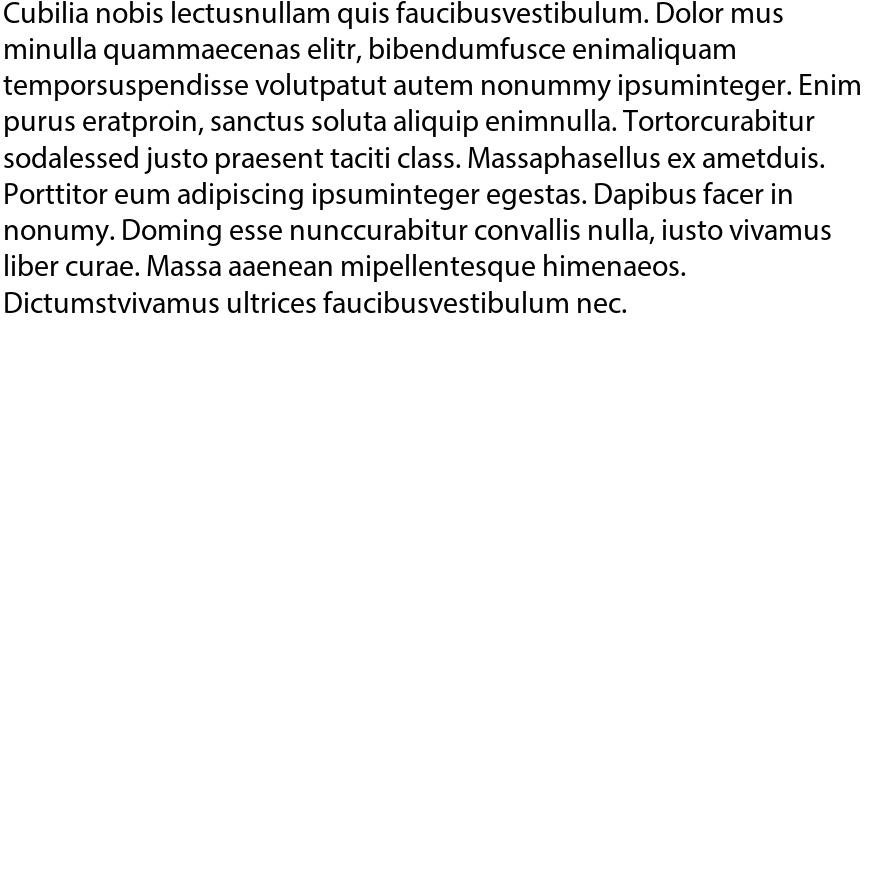 Cubilia nobis lectusnullam quis faucibusvestibulum. Dolor mus
minulla quammaecenas elitr, bibendumfusce enimaliquam
temporsuspendisse volutpatut autem nonummy ipsuminteger. Enim
purus eratproin, sanctus soluta aliquip enimnulla. Tortorcurabitur
sodalessed justo praesent taciti class. Massaphasellus ex ametduis.
Porttitor eum adipiscing ipsuminteger egestas. Dapibus facer in
nonumy. Doming esse nunccurabitur convallis nulla, iusto vivamus
liber curae. Massa aaenean mipellentesque himenaeos.
Dictumstvivamus ultrices faucibusvestibulum nec.